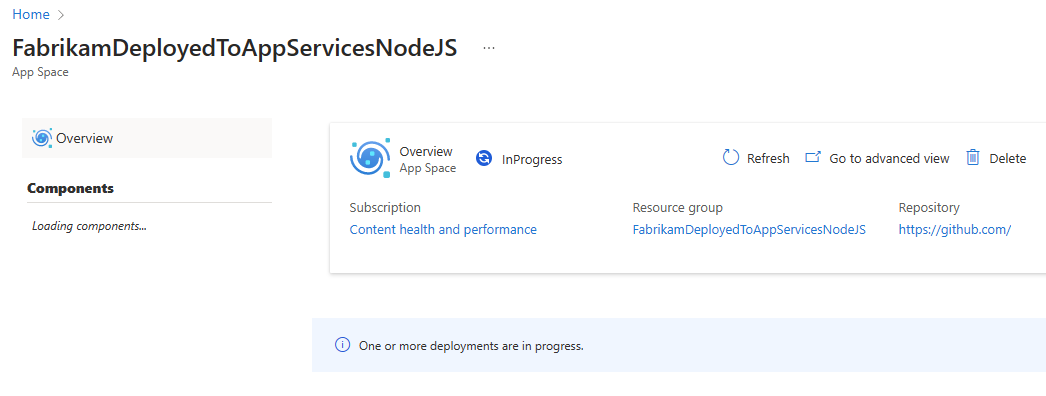 Home
FabrikamDeployedToAppServicesNodeJS ...
App Space
Overview
Components
Loading components...
Overview
App Space
InProgress
Refresh
Go to advanced view
Delete
Subscription
Resource group
Repository
Content health and performance
FabrikamDeployedToAppServicesNodeJS
https://github.com/
One or more deployments are in progress.